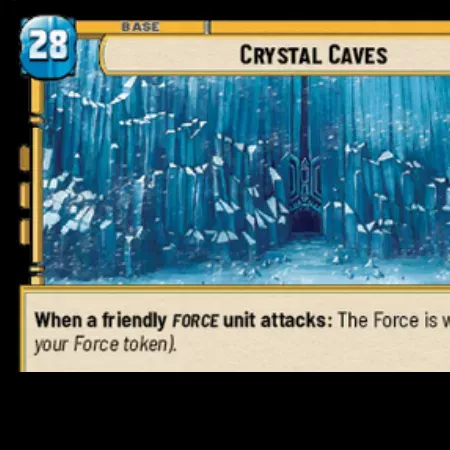 BASE
28
CRYSTAL CAVES
When a friendly FORCE unit attacks: The Force is
your Force token).